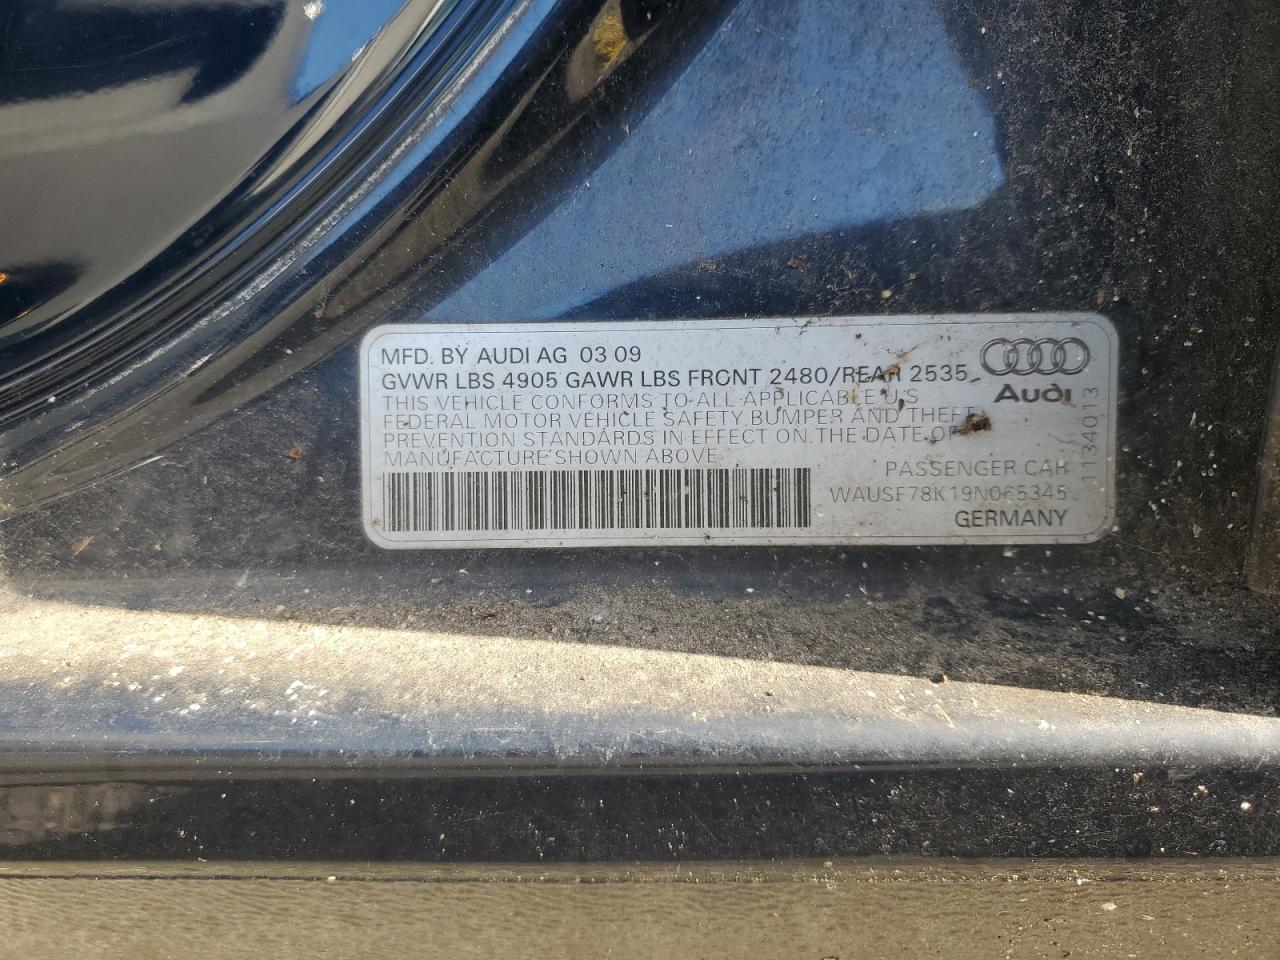 MFD. BY AUDI AG 03 09
GVWR LBS 4905 GAWR LBS FRONT 2480/REAR 2535
THIS VEHICLE CONFORMS TO ALL APPLICABLE U.S
FEDERAL MOTOR VEHICLE SAFETY BUMPER AND THEFT
PREVENTION STANDARDS IN EFFECT ON THE DATE OF
MANUFACTURE SHOWN ABOVE
Audi
PASSENGER CAR
WAUSF78K19N065345
GERMANY
1134013